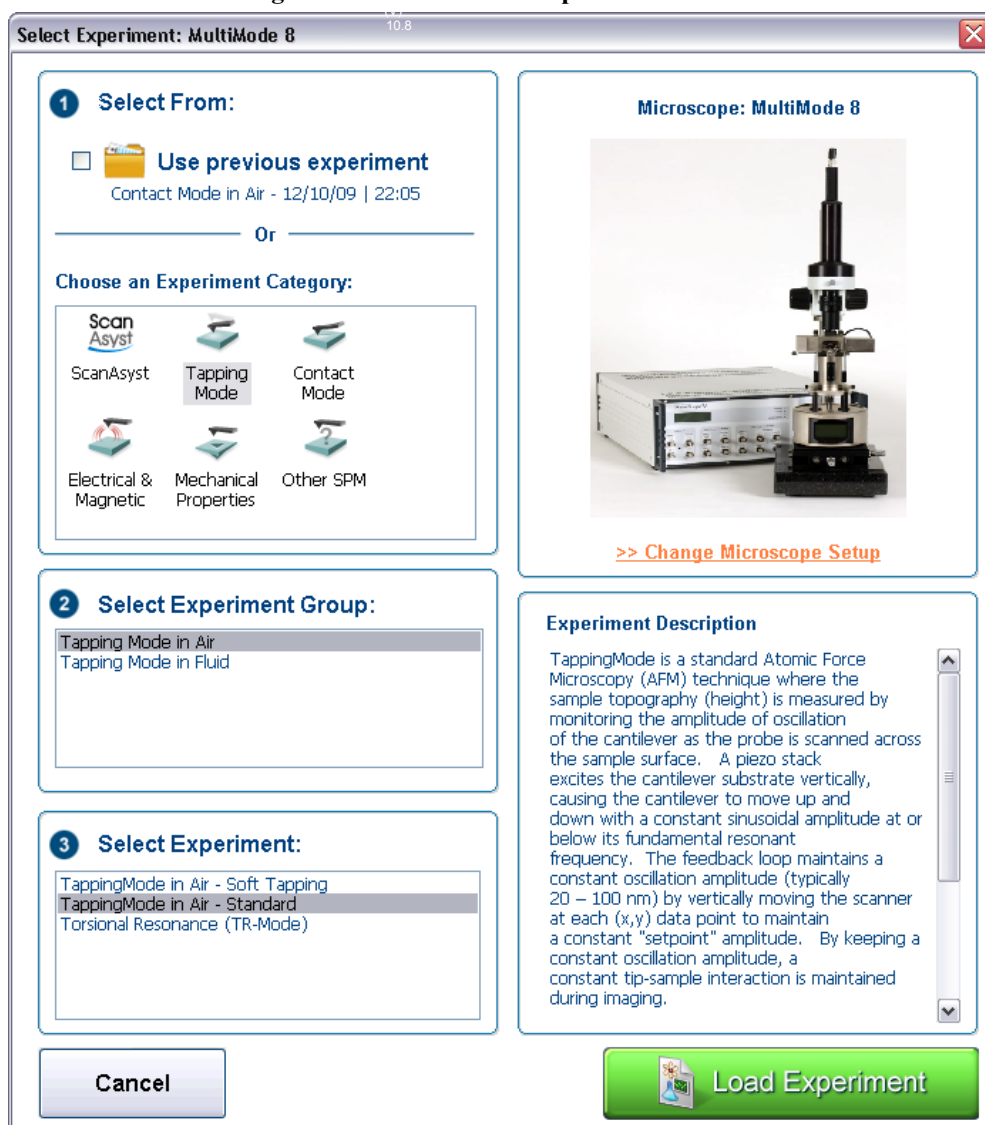 10.8
Select Experiment: MultiMode 8
1 Select From:
Use previous experiment
Contact Mode in Air - 12/10/09 | 22:05
Or
Choose an Experiment Category:
Scan
Asyst
ScanAsyst
Tapping
Mode
Contact
Mode
Electrical &
Magnetic
Mechanical
Properties
?
Other SPM
2 Select Experiment Group:
Tapping Mode in Air
Tapping Mode in Fluid
3 Select Experiment:
TappingMode in Air - Soft Tapping
TappingMode in Air - Standard
Torsional Resonance (TR-Mode)
Cancel
Microscope: MultiMode 8
>> Change Microscope Setup
Experiment Description
TappingMode is a standard Atomic Force
Microscopy (AFM) technique where the
sample topography (height) is measured by
monitoring the amplitude of oscillation
of the cantilever as the probe is scanned across
the sample surface. A piezo stack
excites the cantilever substrate vertically,
causing the cantilever to move up and
down with a constant sinusoidal amplitude at or
below its fundamental resonant
frequency. The feedback loop maintains a
constant oscillation amplitude (typically
20 – 100 nm) by vertically moving the scanner
at each (x,y) data point to maintain
a constant "setpoint" amplitude. By keeping a
constant oscillation amplitude, a
constant tip-sample interaction is maintained
during imaging.
Load Experiment